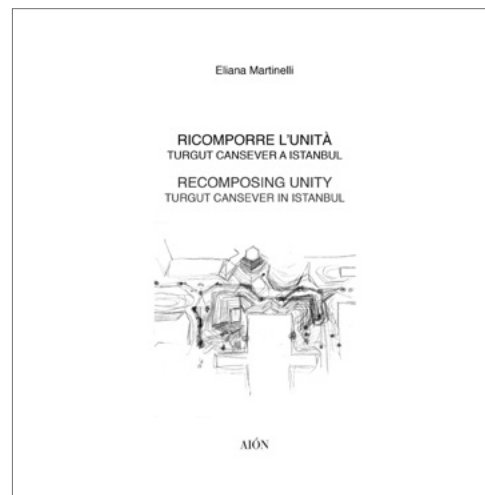 Eliana Martinelli
RICOMPORRE L'UNITÀ
TURGUT CANSEVER A ISTANBUL
RECOMPOSING UNITY
TURGUT CANSEVER IN ISTANBUL
AIÓN